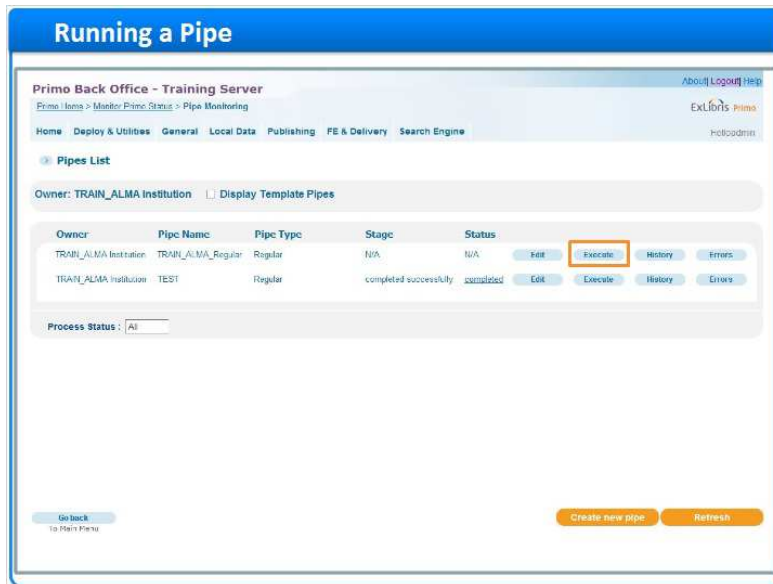 Running a Pipe
About| Logout| Help
Primo Back Office - Training Server
Primo Home > Monitor Primo Status > Pipe Monitoring
ExLibris Primo
Home Deploy & Utilities General Local Data Publishing FE & Delivery Search Engine
Helloadmin
Pipes List
Owner: TRAIN_ALMA Institution Display Template Pipes
Owner Pipe Name Pipe Type Stage Status
TRAIN_ALMA Institution TRAIN_ALMA_Regular Regular N/A N/A Edit Execute History Errors
TRAIN_ALMA Institution TEST Regular completed successfully completed Edit Execute History Errors
Process Status : All
Go back
To Main Menu
Create new pipe Refresh